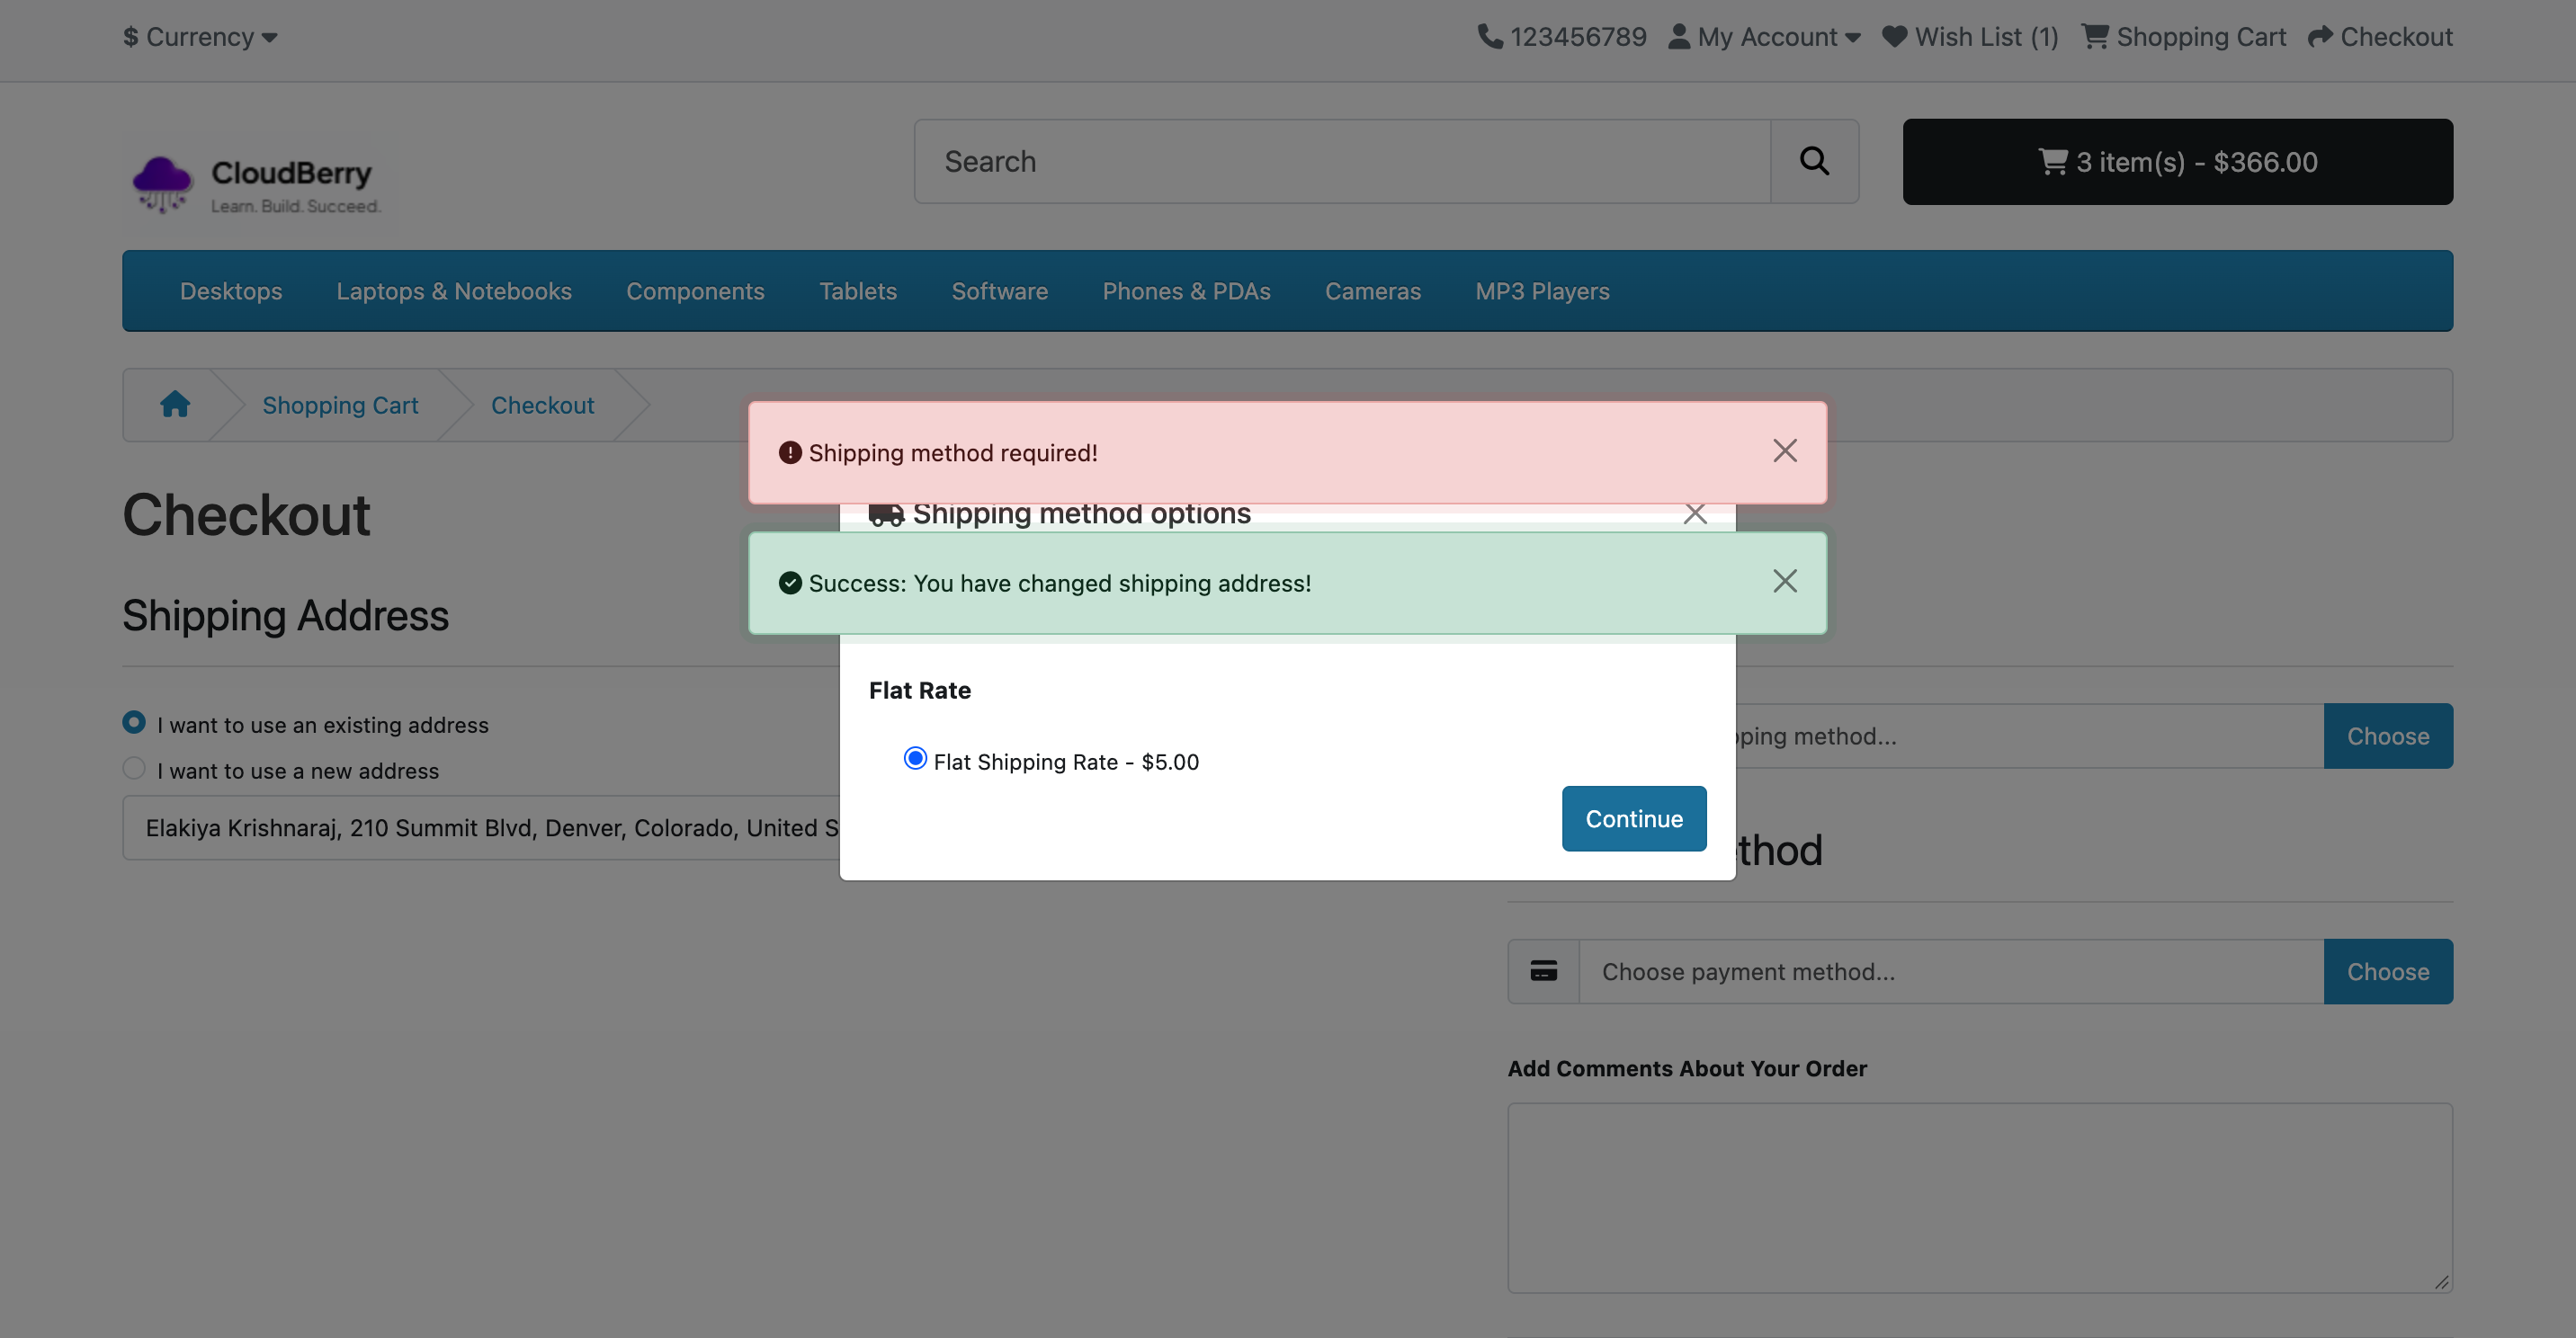 $ Currency
123456789 My Account Wish List (1) Shopping Cart Checkout
CloudBerry
Learn. Build. Succeed.
Search
3 item(s) - $366.00
Desktops Laptops & Notebooks Components Tablets Software Phones & PDAs Cameras MP3 Players
Shopping Cart Checkout
Shipping method required!
Shipping method options
Success: You have changed shipping address!
Checkout
Shipping Address
I want to use an existing address
I want to use a new address
Elakiya Krishnaraj, 210 Summit Blvd, Denver, Colorado, United S
Flat Rate
Flat Shipping Rate - $5.00
Continue
pping method...
Choose
thod
Choose payment method...
Choose
Add Comments About Your Order